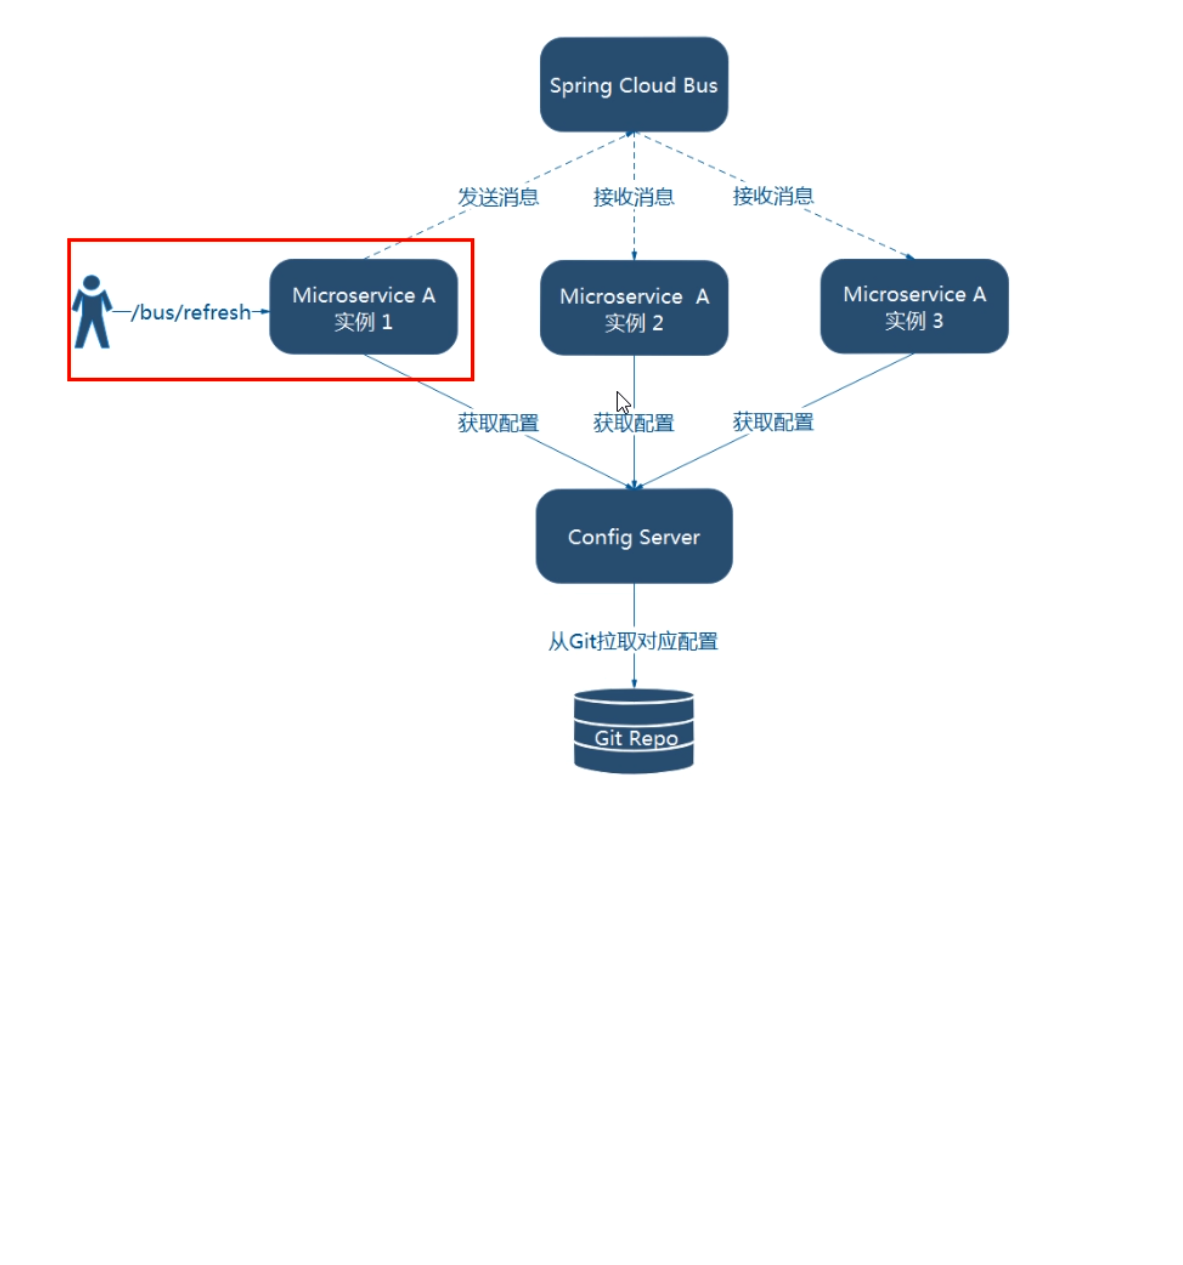 Spring Cloud Bus
发送消息
接收消息
接收消息
/bus/refresh
Microservice A
实例 1
Microservice A
实例 2
Microservice A
实例 3
获取配置
获取配置
获取配置
Config Server
从Git拉取对应配置
Git Repo